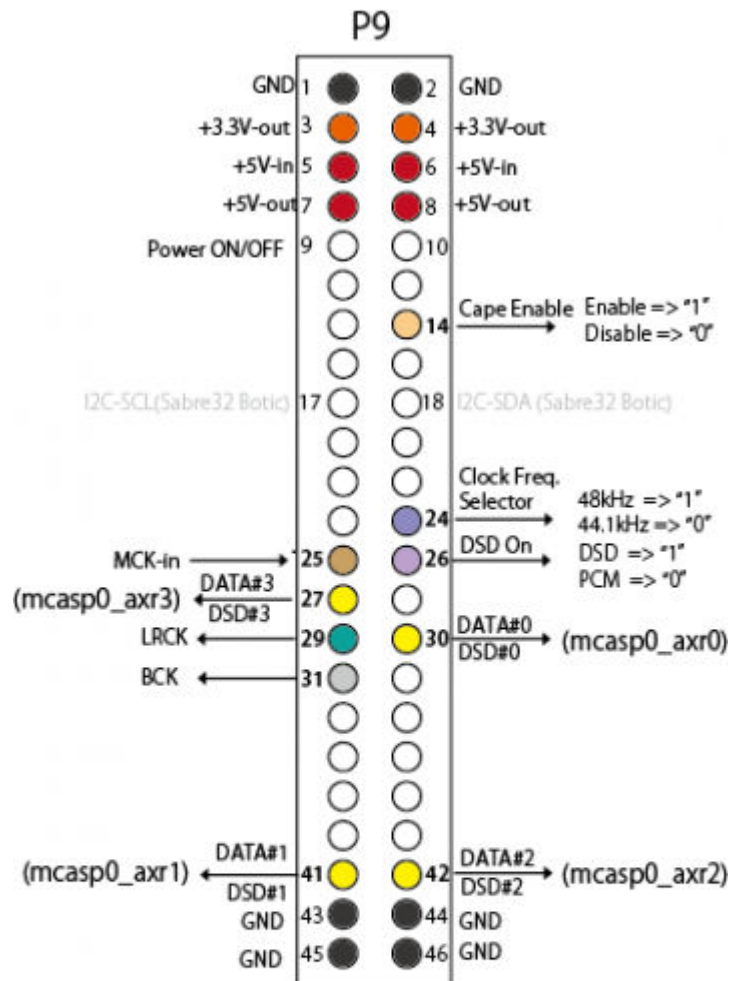 P9
GND 1 2 GND
+3.3V-out 3 4 +3.3V-out
+5V-in 5 6 +5V-in
+5V-out 7 8 +5V-out
Power ON/OFF 9 10
14 Cape Enable Enable => "1"
Disable => "0"
I2C-SCL(Sabre32 Botic) 17 18 I2C-SDA (Sabre32 Botic)
Clock Freq.
Selector 48kHz => "1"
24 44.1kHz => "0"
MCK-in 25 26 DSD On DSD => "1"
PCM => "0"
DATA#3
(mcasp0_axr3) 27
DSD#3
DATA#0
LRCK 29 30 (mcasp0_axr0)
DSD#0
BCK 31
DATA#1 DATA#2
(mcasp0_axr1) 41 42 (mcasp0_axr2)
DSD#1 DSD#2
GND 43 44 GND
GND 45 46 GND